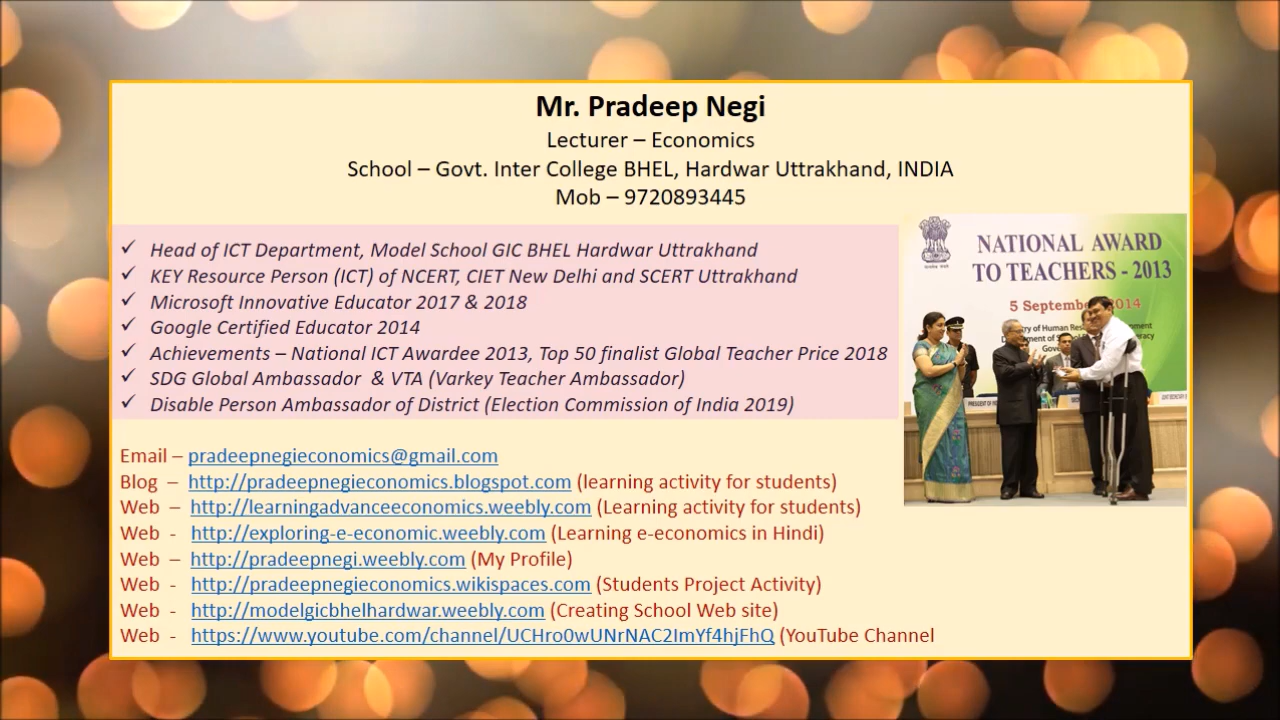 Mr. Pradeep Negi
Lecturer – Economics
School – Govt. Inter College BHEL, Hardwar Uttrakhand, INDIA
Mob – 9720893445
✓ Head of ICT Department, Model School GIC BHEL Hardwar Uttrakhand
✓ KEY Resource Person (ICT) of NCERT, CIET New Delhi and SCERT Uttrakhand
✓ Microsoft Innovative Educator 2017 & 2018
✓ Google Certified Educator 2014
✓ Achievements – National ICT Awardee 2013, Top 50 finalist Global Teacher Price 2018
✓ SDG Global Ambassador & VTA (Varkey Teacher Ambassador)
✓ Disable Person Ambassador of District (Election Commission of India 2019)
NATIONAL AWARD
TO TEACHERS - 2013
5 September 2014
Email – pradeepnegieconomics@gmail.com
Blog – http://pradeepnegieconomics.blogspot.com (learning activity for students)
Web – http://learningadvanceeconomics.weebly.com (Learning activity for students)
Web - http://exploring-e-economic.weebly.com (Learning e-economics in Hindi)
Web – http://pradeepnegi.weebly.com (My Profile)
Web - http://pradeepnegieconomics.wikispaces.com (Students Project Activity)
Web - http://modelgicbhelhardwar.weebly.com (Creating School Web site)
Web - https://www.youtube.com/channel/UCHro0wUNrNAC2ImYf4hjFhQ (YouTube Channel